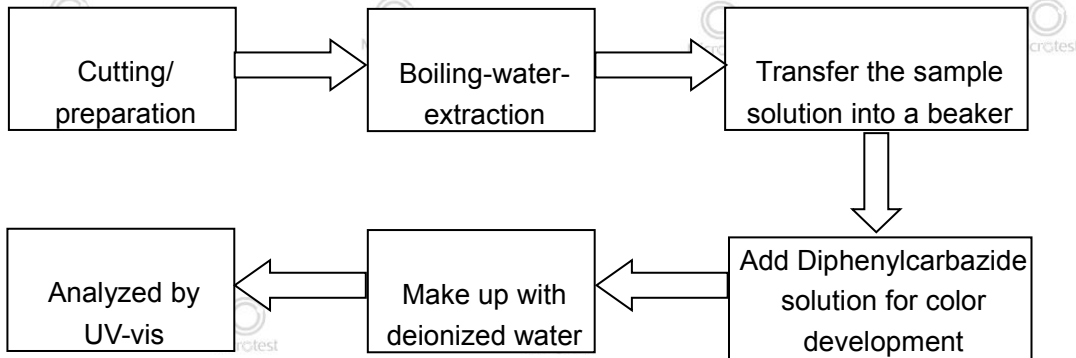 Cutting/
preparation
Boiling-water-
extraction
Transfer the sample
solution into a beaker
Add Diphenylcarbazide
solution for color
development
Make up with
deionized water
Analyzed by
UV-vis